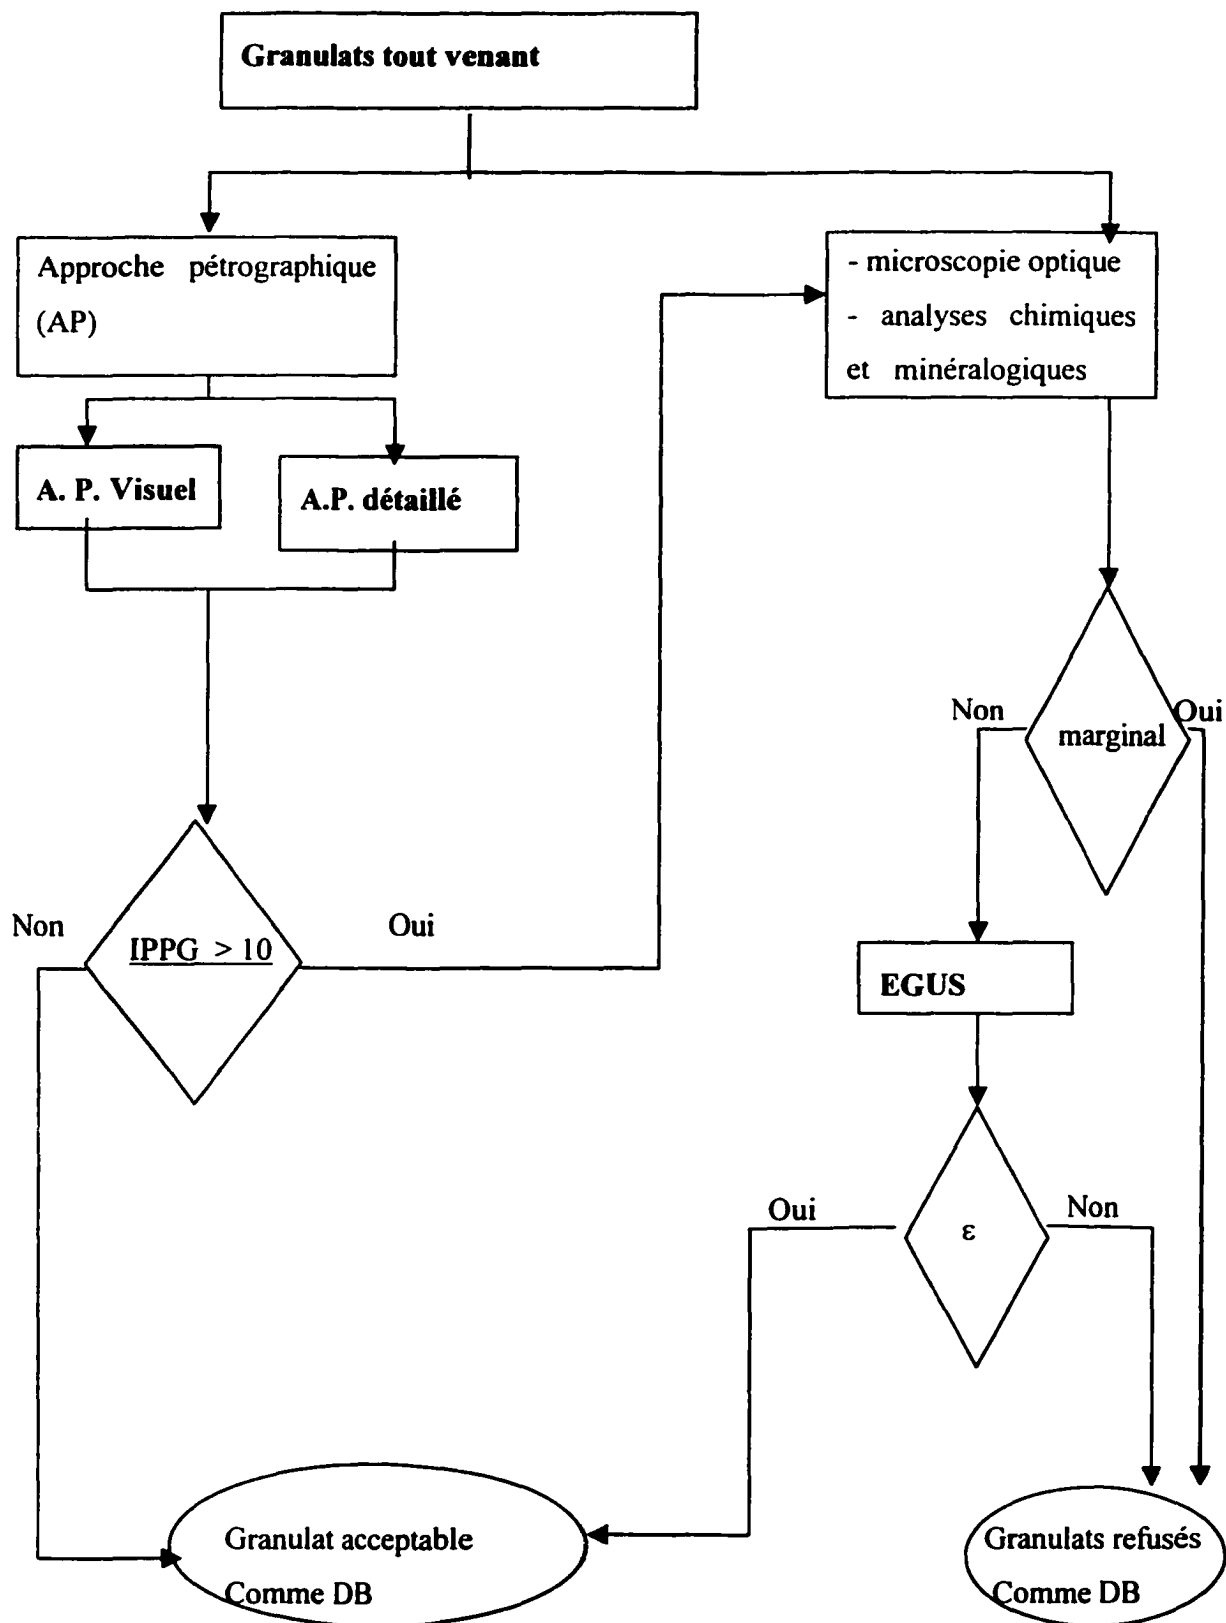 Granulats tout venant
Approche pétrographique
(AP)
- microscopie optique
- analyses chimiques
et minéralogiques
A. P. Visuel
A.P. détaillé
Non
Oui
marginal
Non
IPPG > 10
Oui
EGUS
Oui
ε
Non
Granulat acceptable
Comme DB
Granulats refusés
Comme DB